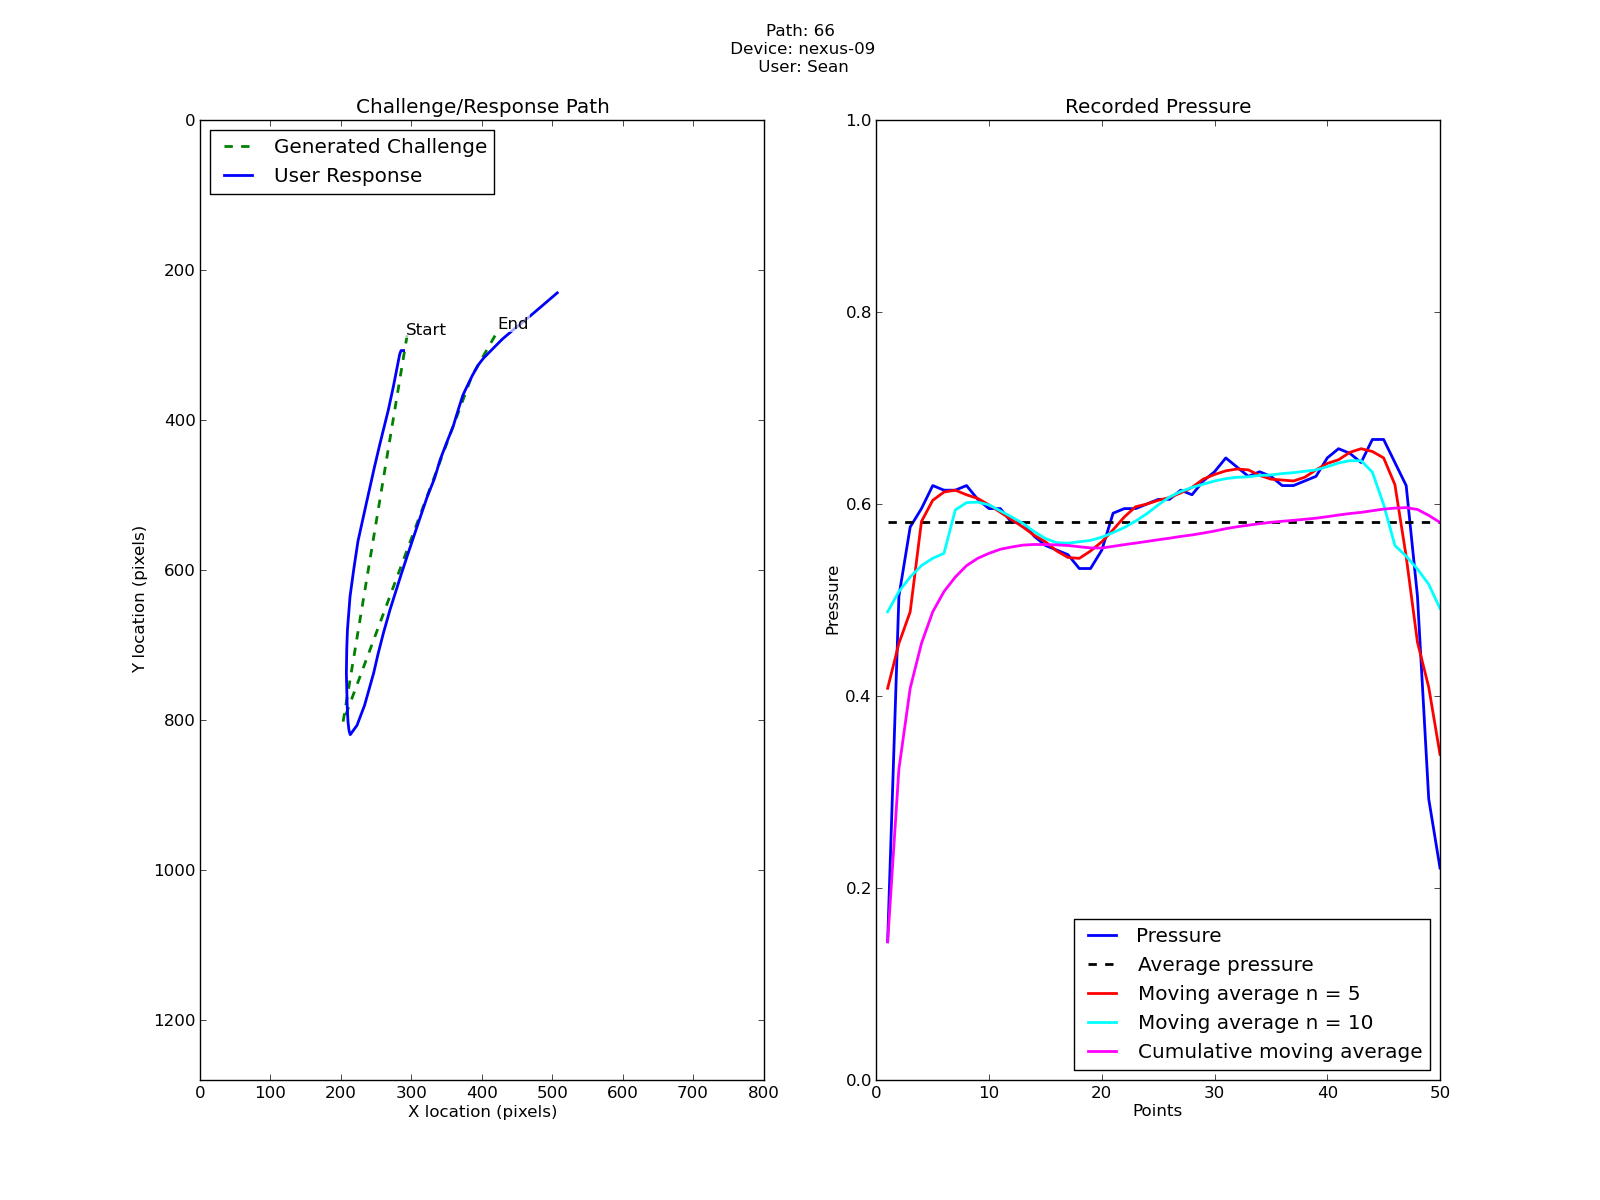 Path: 66
Device: nexus-09
User: Sean
Challenge/Response Path
Generated Challenge
User Response
Start
End
0
200
400
600
800
1000
1200
Y location (pixels)
0 100 200 300 400 500 600 700 800
X location (pixels)
Recorded Pressure
1.0
0.8
0.6
0.4
0.2
0.0
Pressure
Pressure
Average pressure
Moving average n = 5
Moving average n = 10
Cumulative moving average
0 10 20 30 40 50
Points